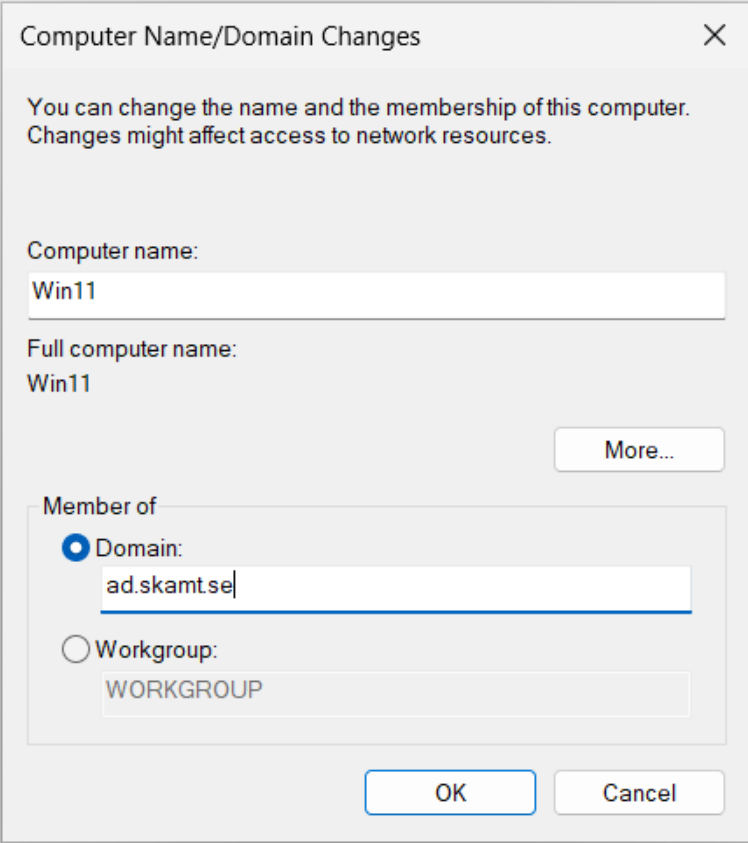 Computer Name/Domain Changes
You can change the name and the membership of this computer.
Changes might affect access to network resources.
Computer name:
Win11
Full computer name:
Win11
More...
Member of
Domain:
ad.skamt.se
Workgroup:
WORKGROUP
OK
Cancel